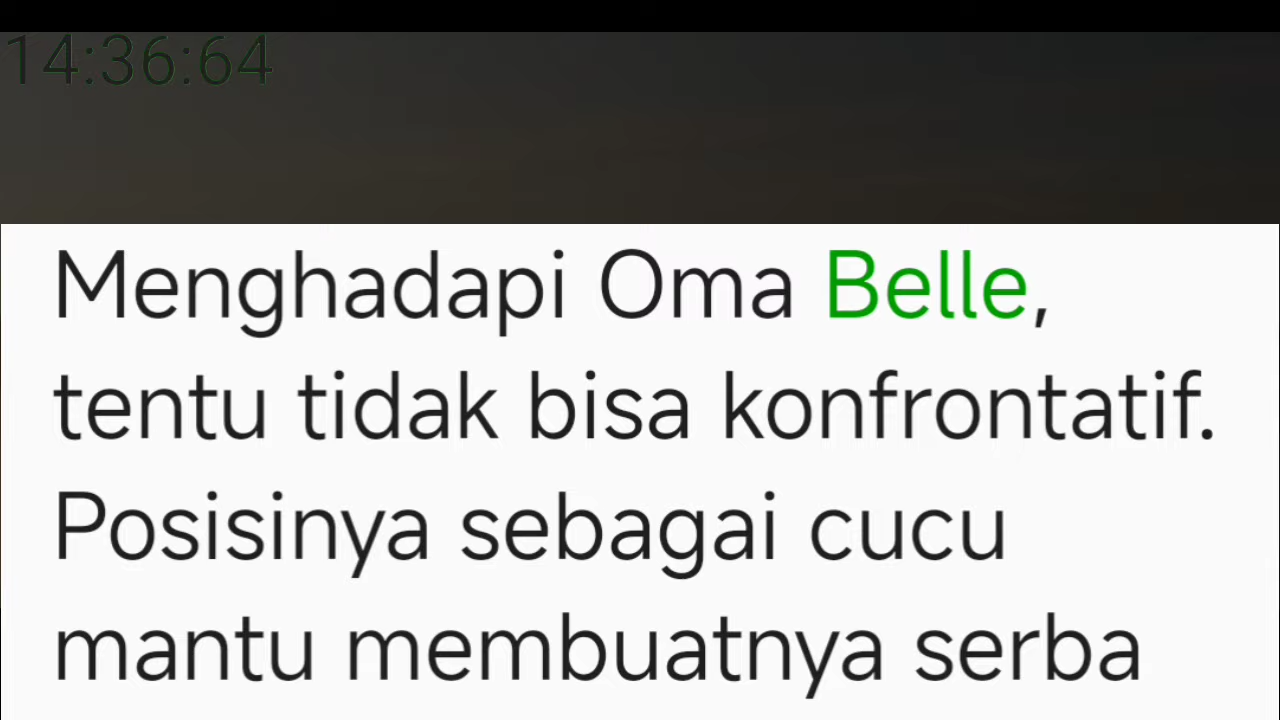 14:36:64
Menghadapi Oma Belle,
tentu tidak bisa konfrontatif.
Posisinya sebagai cucu
mantu membuatnya serba